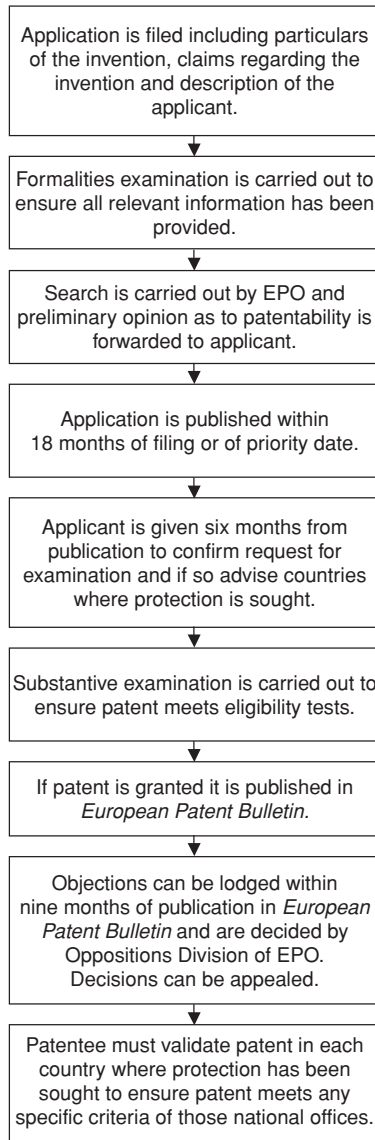 Application is filed including particulars
of the invention, claims regarding the
invention and description of the
applicant.
Formalities examination is carried out to
ensure all relevant information has been
provided.
Search is carried out by EPO and
preliminary opinion as to patentability is
forwarded to applicant.
Application is published within
18 months of filing or of priority date.
Applicant is given six months from
publication to confirm request for
examination and if so advise countries
where protection is sought.
Substantive examination is carried out to
ensure patent meets eligibility tests.
If patent is granted it is published in
European Patent Bulletin.
Objections can be lodged within
nine months of publication in European
Patent Bulletin and are decided by
Oppositions Division of EPO.
Decisions can be appealed.
Patentee must validate patent in each
country where protection has been
sought to ensure patent meets any
specific criteria of those national offices.